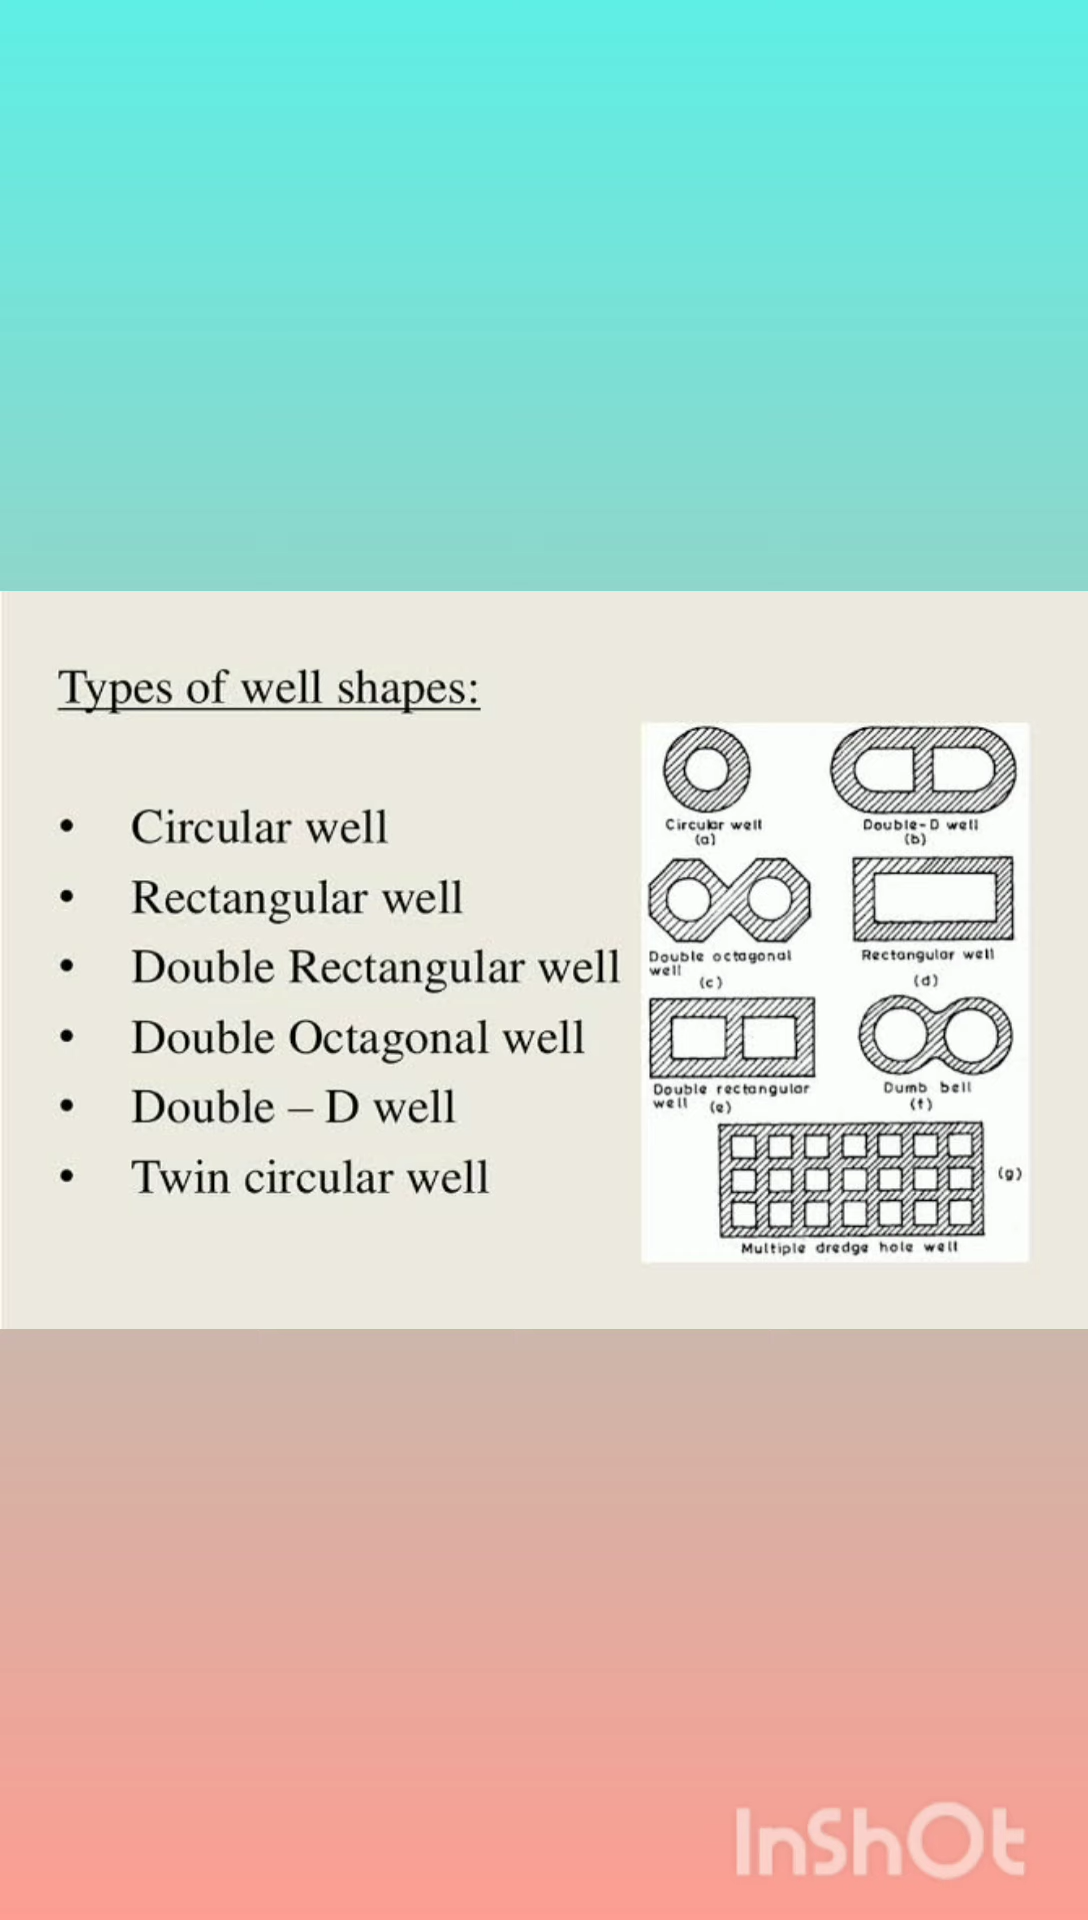 Types of well shapes:
• Circular well
• Rectangular well
• Double Rectangular well
• Double Octagonal well
• Double – D well
• Twin circular well
Circular well
(a)
Double-D well
(b)
Double octagonal
well
(c)
Rectangular well
(d)
Double rectangular
well (e)
Dumb bell
(f)
(g)
Multiple dredge hole well
InShOt